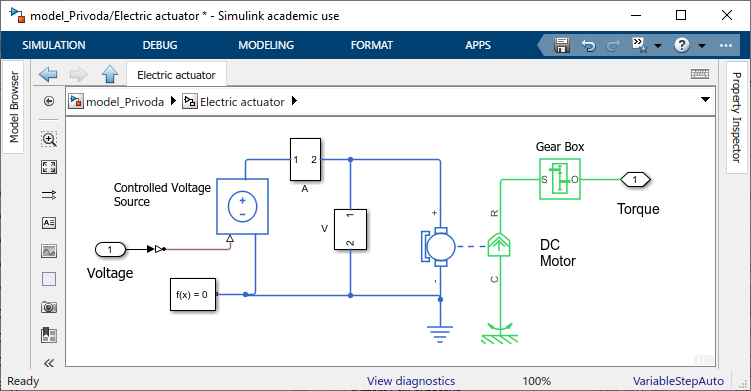 model_Privoda/Electric actuator * - Simulink academic use
SIMULATION DEBUG MODELING FORMAT APPS
Model Browser
Electric actuator
model_Privoda Electric actuator
Property Inspector
Controlled Voltage
Source
1 2
A
Gear Box
S O
1
Torque
1
V
2
+
-
R
C
DC
Motor
1
Voltage
f(x) = 0
Ready View diagnostics 100% VariableStepAuto